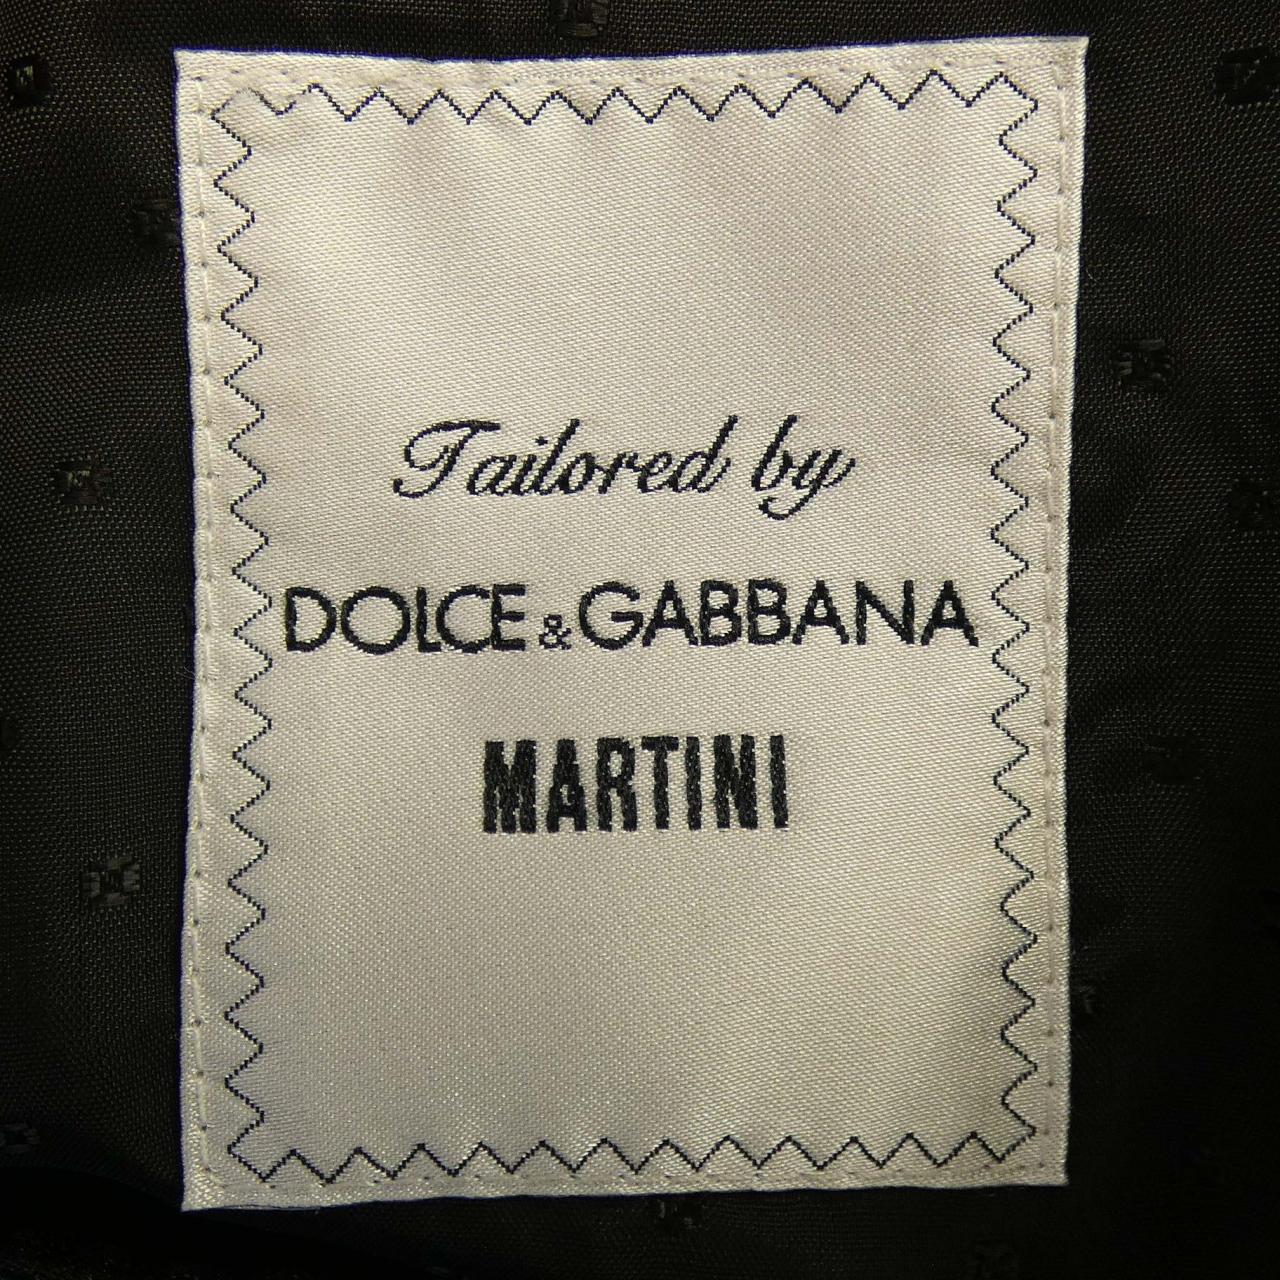 Tailored by
DOLCE & GABBANA
MARTINI